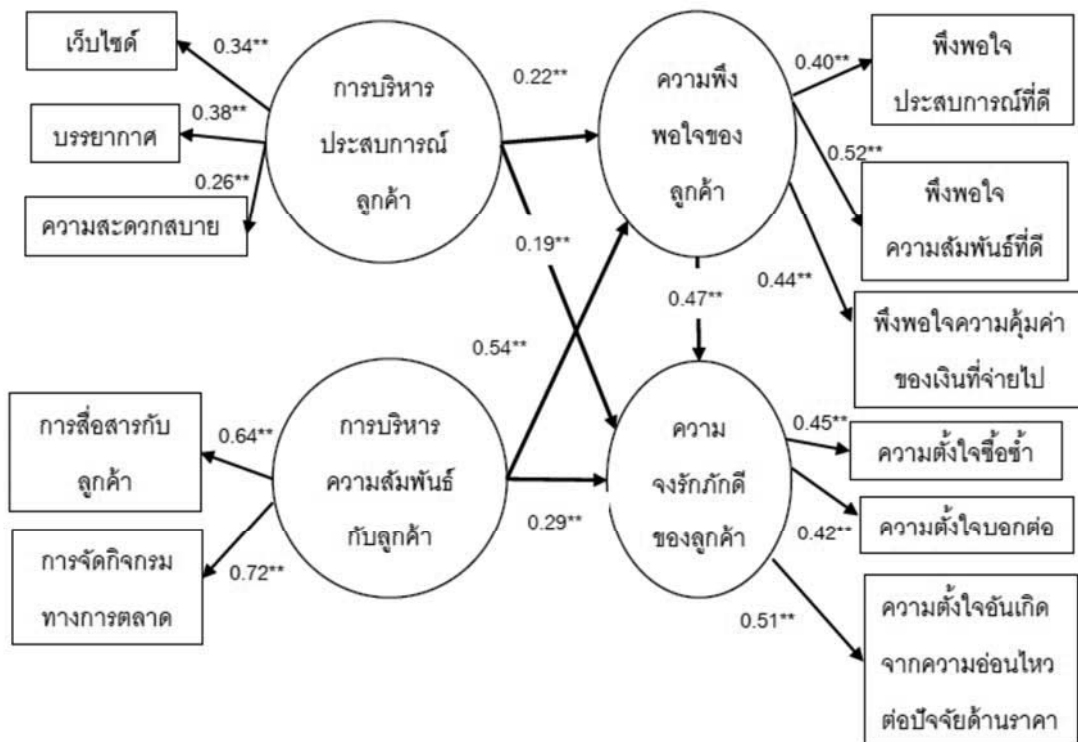 เว็บไซด์
0.34**
บรรยากาศ
0.38**
ความสะดวกสบาย
0.26**
การบริหาร
ประสบการณ์
ลูกค้า
0.22**
0.19**
ความพึง
พอใจของ
ลูกค้า
0.40**
พึงพอใจ
ประสบการณ์ที่ดี
0.52**
พึงพอใจ
ความสัมพันธ์ที่ดี
0.44**
พึงพอใจความคุ้มค่า
ของเงินที่จ่ายไป
0.47**
0.54**
การสื่อสารกับ
ลูกค้า
0.64**
การจัดกิจกรม
ทางการตลาด
0.72**
การบริหาร
ความสัมพันธ์
กับลูกค้า
0.29**
ความ
จงรักภักดี
ของลูกค้า
0.45**
ความตั้งใจซื้อซ้ำ
0.42**
ความตั้งใจบอกต่อ
0.51**
ความตั้งใจอันเกิด
จากความอ่อนไหว
ต่อปัจจัยด้านราคา